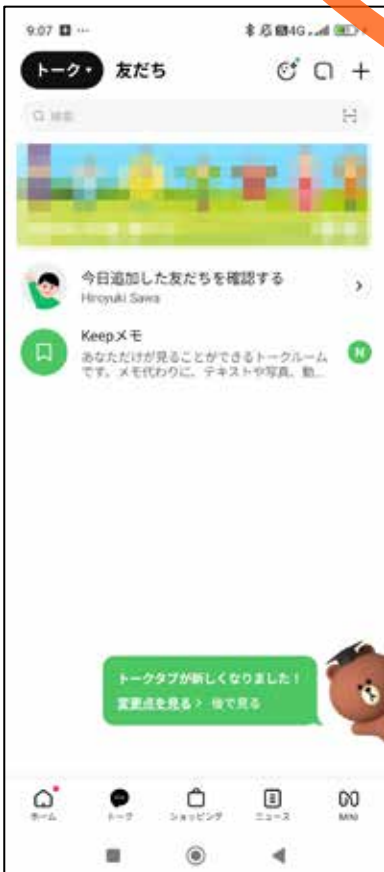 9:07
4G
トーク 友だち
検索
今日追加した友だちを確認する
Hiroyuki Sawa
Keepメモ
N
あなただけが見ることができるトークルーム
です。メモ代わりに、テキストや写真、動...
トークタブが新しくなりました！
変更点を見る> 後で見る
ホーム トーク ショッピング ニュース MINI